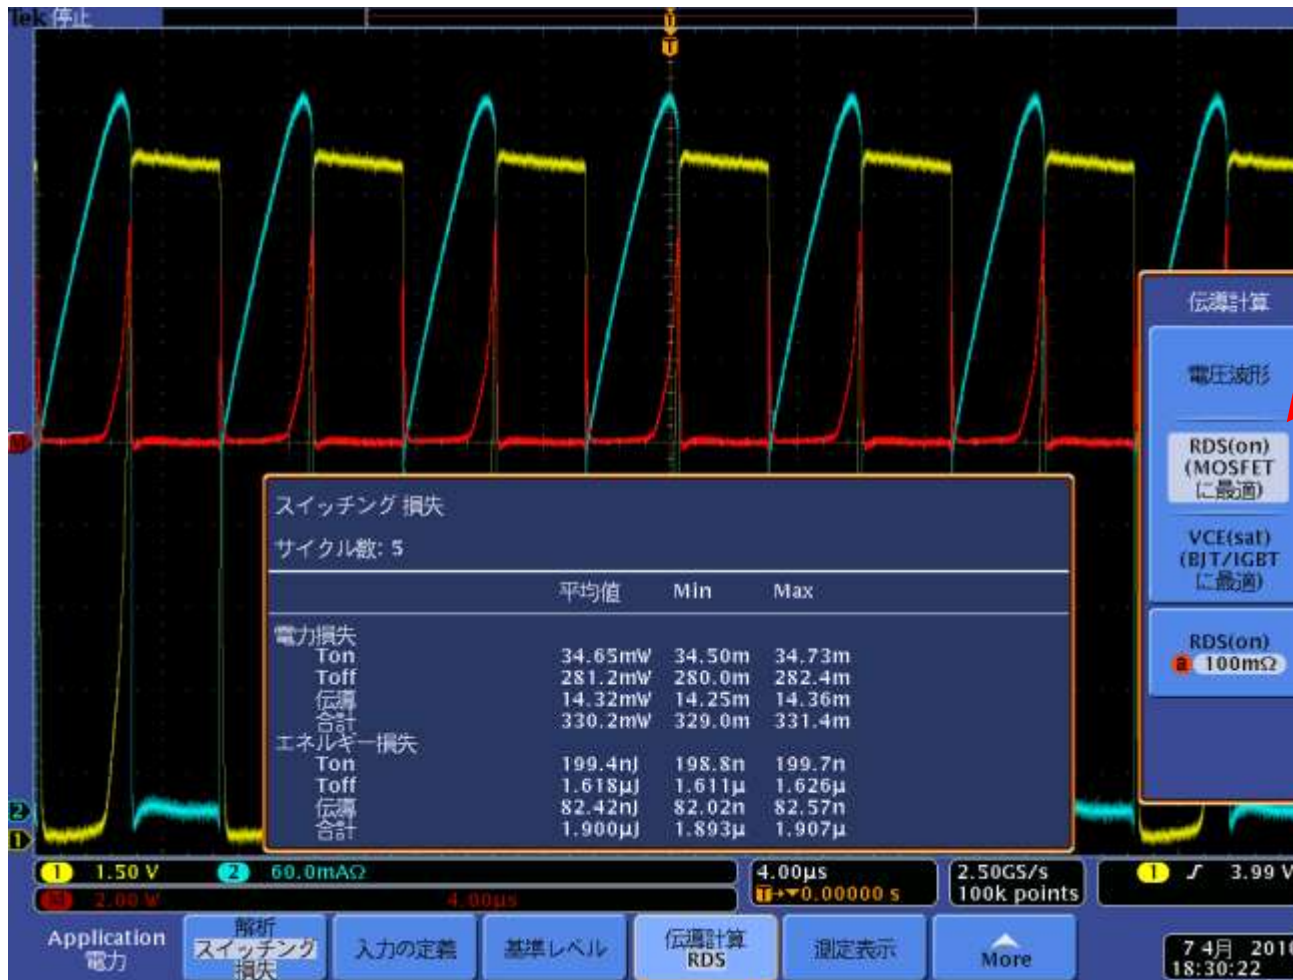 Tek 停止
T
T
伝導計算
電圧波形
RDS(on)
(MOSFET
に最適)
VCE(sat)
(BJT/IGBT
に最適)
RDS(on)
a 100mΩ
M
スイッチング 損失
サイクル数: 5
平均値 Min Max
電力損失
Ton 34.65mW 34.50m 34.73m
Toff 281.2mW 280.0m 282.4m
伝導 14.32mW 14.25m 14.36m
合計 330.2mW 329.0m 331.4m
エネルギー損失
Ton 199.4nJ 198.8n 199.7n
Toff 1.618μJ 1.611μ 1.626μ
伝導 82.42nJ 82.02n 82.57n
合計 1.900μJ 1.893μ 1.907μ
2
1
1 1.50 V 2 60.0mAΩ
M 2.00 W 4.00μs
4.00μs
T→▼0.00000 s
2.50GS/s
100k points
1 3.99 V
Application
電力
解析
スイッチング
損失
入力の定義
基準レベル
伝導計算
RDS
測定表示
More
7 4月 2010
18:30:22